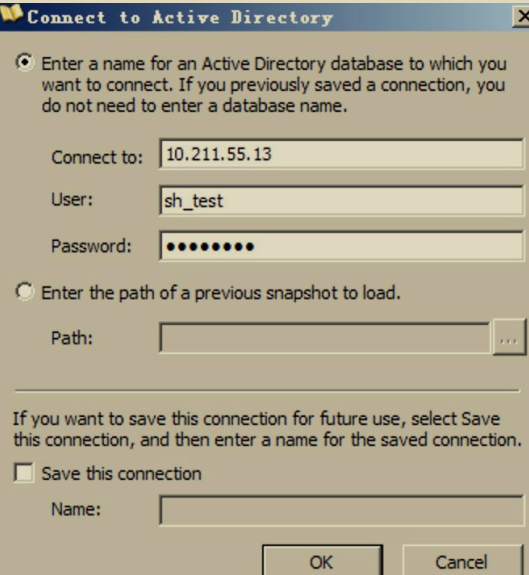 Connect to Active Directory
Enter a name for an Active Directory database to which you
want to connect. If you previously saved a connection, you
do not need to enter a database name.
Connect to: 10.211.55.13
User: sh_test
Password: ••••••••
Enter the path of a previous snapshot to load.
Path: ...
If you want to save this connection for future use, select Save
this connection, and then enter a name for the saved connection.
Save this connection
Name:
OK Cancel